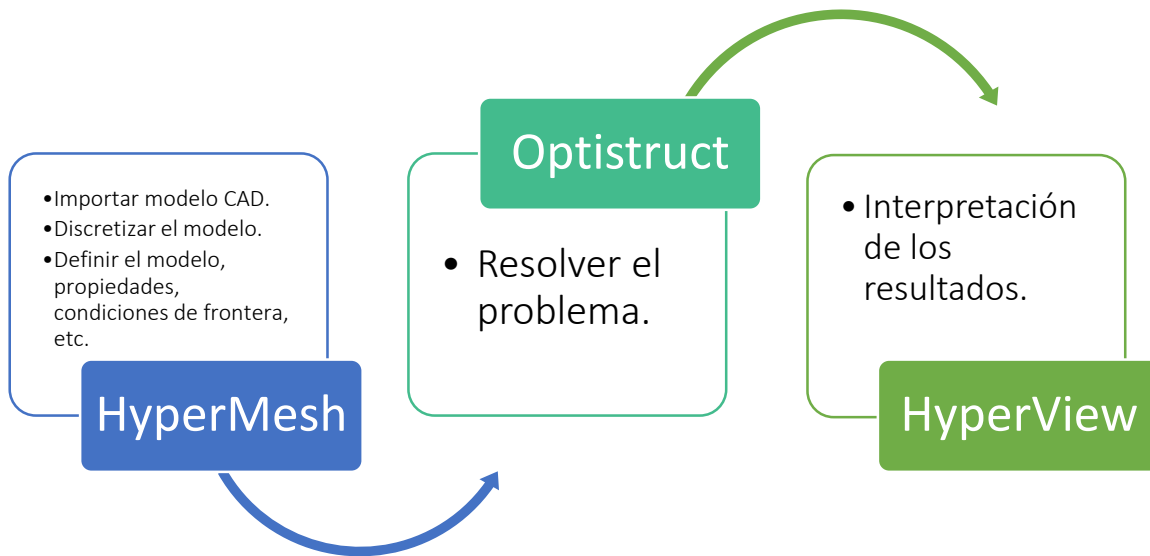 •Importar modelo CAD.
•Discretizar el modelo.
•Definir el modelo,
propiedades,
condiciones de frontera,
etc.
HyperMesh
Optistruct
• Resolver el
problema.
• Interpretación
de los
resultados.
HyperView